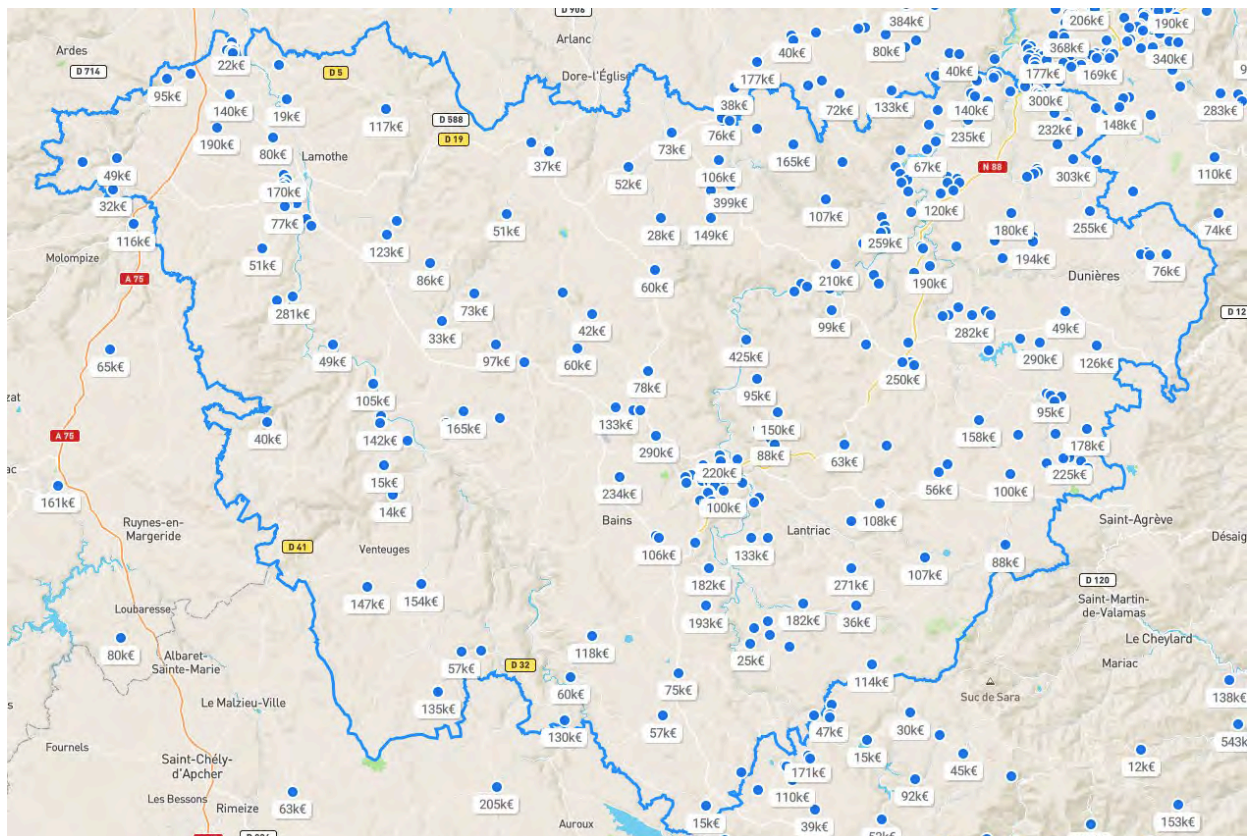 D 906
384k€
206k€
190k€
Ardes
Arlanc
40k€
80k€
368k€
340k€
22k€
D 714
D 5
Dore-l'Église
177k€
40k€
177k€
169k€
95k€
140k€
19k€
117k€
38k€
72k€
133k€
140k€
300k€
283k€
D 588
148k€
190k€
80k€
D 19
76k€
235k€
232k€
Lamothe
73k€
37k€
165k€
67k€
N 88
49k€
52k€
106k€
303k€
110k€
170k€
32k€
399k€
120k€
77k€
107k€
116k€
51k€
28k€
149k€
180k€
255k€
74k€
123k€
259k€
Molompize
51k€
194k€
76k€
A 75
86k€
60k€
210k€
190k€
Dunières
281k€
73k€
D 12
33k€
42k€
99k€
282k€
49k€
65k€
49k€
97k€
60k€
425k€
290k€
126k€
250k€
78k€
zat
105k€
95k€
95k€
40k€
142k€
165k€
133k€
150k€
158k€
178k€
A 75
290k€
88k€
63k€
ac
15k€
220k€
56k€
100k€
225k€
161k€
14k€
234k€
100k€
Ruynes-en-
Margeride
Bains
Lantriac
108k€
Saint-Agrève
Désaig
D 41
Venteuges
106k€
133k€
107k€
88k€
D 120
147k€
154k€
182k€
271k€
Saint-Martin-
de-Valamas
Loubaresse
193k€
182k€
36k€
80k€
118k€
25k€
Le Cheylard
Albaret-
Sainte-Marie
57k€
D 32
114k€
Mariac
60k€
75k€
Suc de Sara
138k€
Le Malzieu-Ville
135k€
130k€
57k€
47k€
30k€
543k
Fournels
15k€
45k€
12k€
Saint-Chély-
d'Apcher
171k€
92k€
Les Bessons
Rimeize
63k€
205k€
110k€
15k€
39k€
153k€
Auroux
52k€